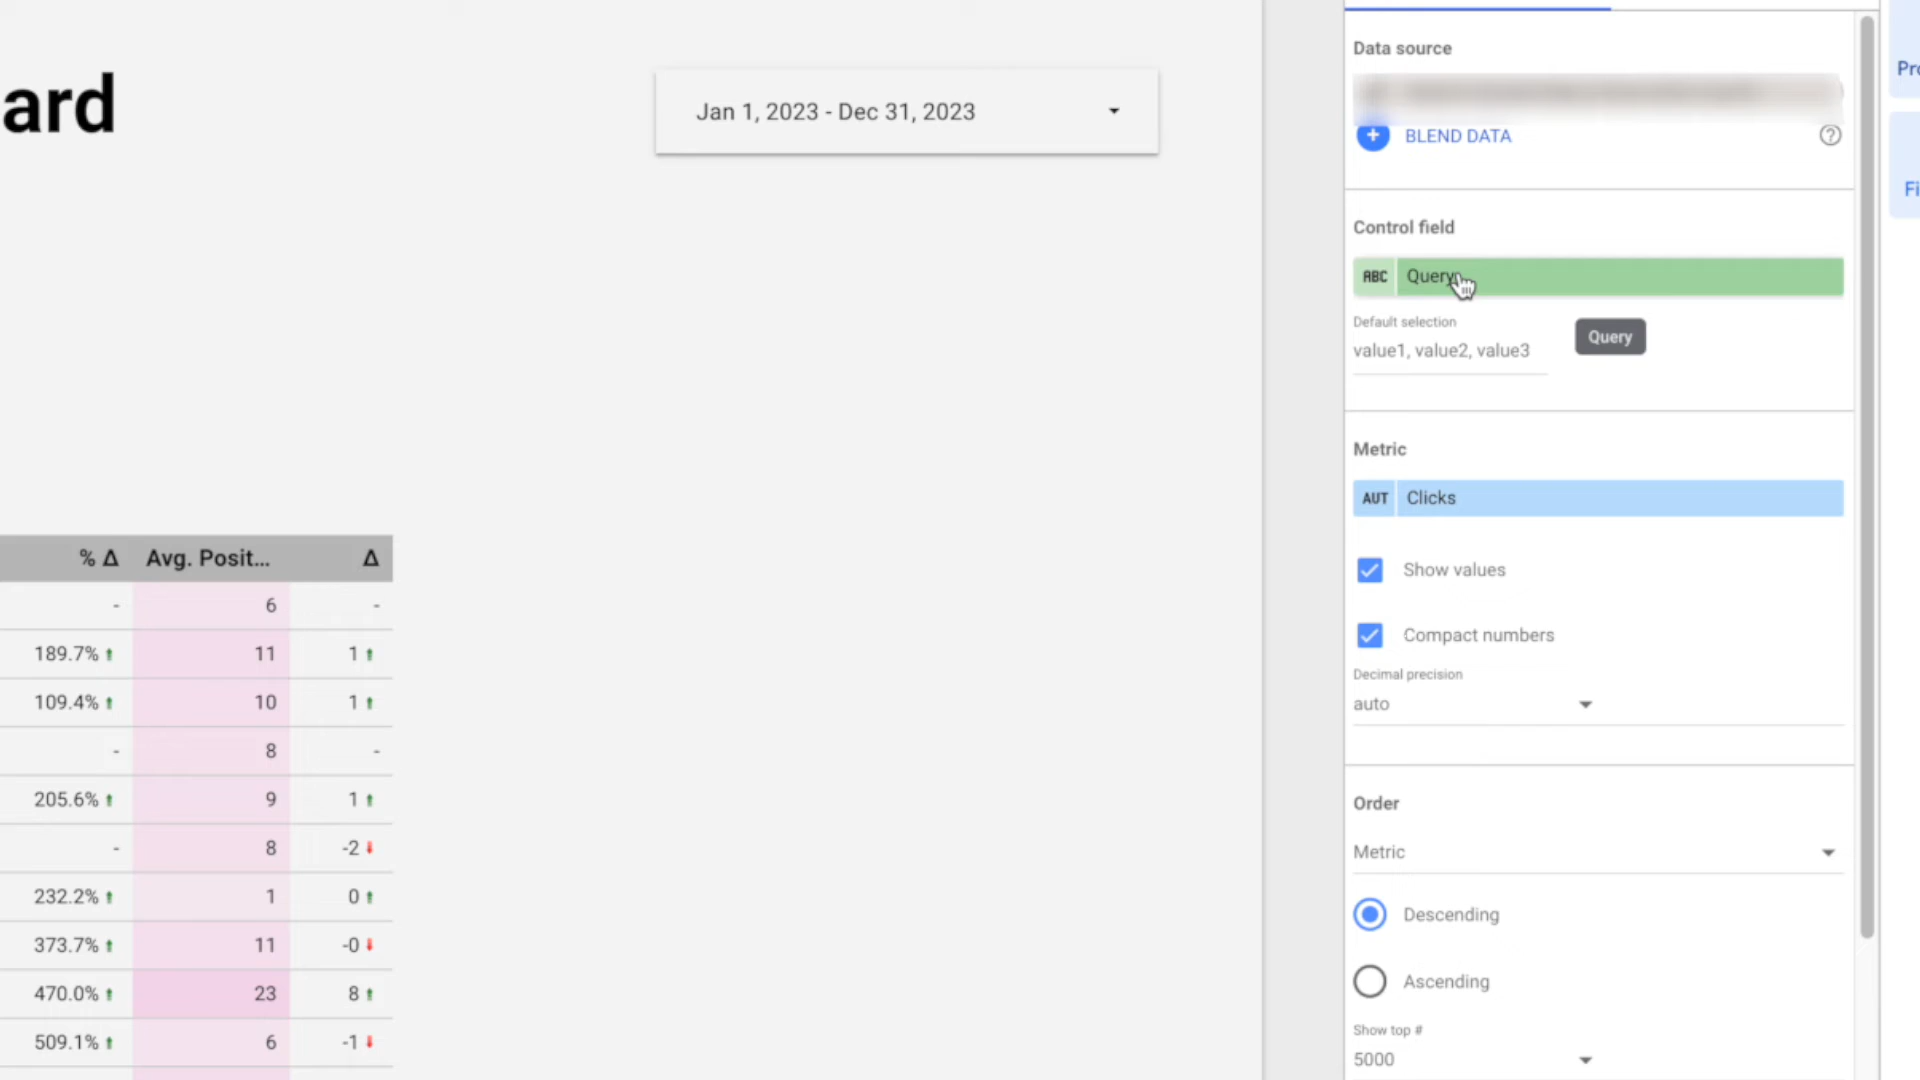 ard
Jan 1, 2023 - Dec 31, 2023
% Δ Avg. Posit... Δ
- 6 -
189.7% 11 1
109.4% 10 1
- 8 -
205.6% 9 1
- 8 -2
232.2% 1 0
373.7% 11 -0
470.0% 23 8
509.1% 6 -1
Data source
+ BLEND DATA ?
Control field
ABC Query
Default selection
value1, value2, value3
Query
Metric
AUT Clicks
Show values
Compact numbers
Decimal precision
auto
Order
Metric
Descending
Ascending
Show top #
5000
Pro
Fi